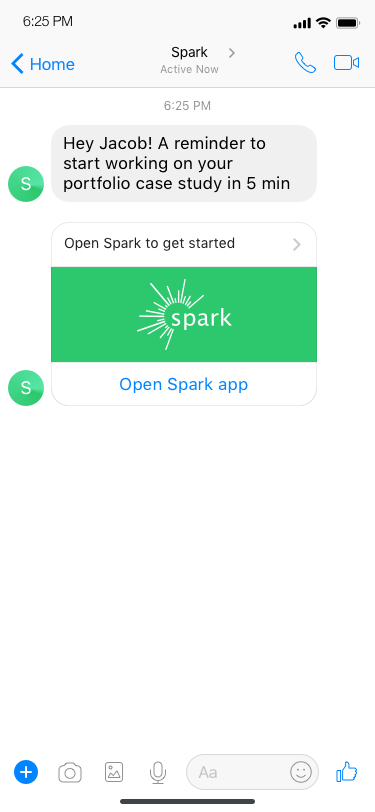 6:25 PM
Home
Spark
Active Now
6:25 PM
Hey Jacob! A reminder to
start working on your
portfolio case study in 5 min
S
Open Spark to get started
spark
Open Spark app
S
Aa